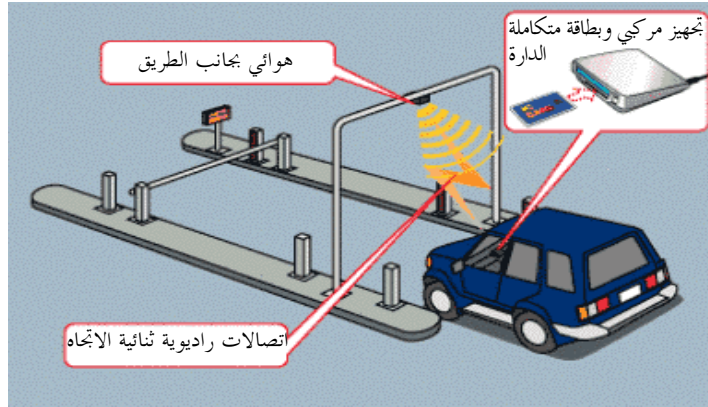 تجهيز مركبي وبطاقة متكاملة
الدارة
هوائي بجانب الطريق
اتصالات راديوية ثنائية الاتجاه